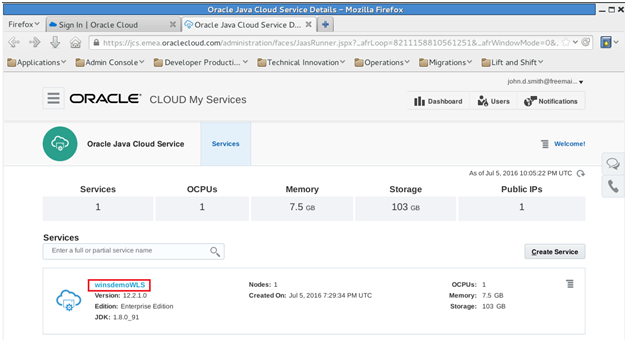 Oracle Java Cloud Service Details - Mozilla Firefox
Firefox
Sign In | Oracle Cloud
Oracle Java Cloud Service D...
https://jcs.emea.oraclecloud.com/administration/faces/JaasRunner.jspx?_afrLoop=8211158810561251&_afrWindowMode=0&
Applications
Admin Console
Developer Producti...
Technical Innovation
Operations
Migrations
Lift and Shift
john.d.smith@freemai...
ORACLE CLOUD My Services
Dashboard
Users
Notifications
Oracle Java Cloud Service
Services
Welcome!
As of Jul 5, 2016 10:05:22 PM UTC
Services OCPUs Memory Storage Public IPs
1 1 7.5 GB 103 GB 1
Services
Enter a full or partial service name
Create Service
winsdemoWLS
Version: 12.2.1.0
Edition: Enterprise Edition
JDK: 1.8.0_91
Nodes: 1
Created On: Jul 5, 2016 7:29:34 PM UTC
OCPUs: 1
Memory: 7.5 GB
Storage: 103 GB